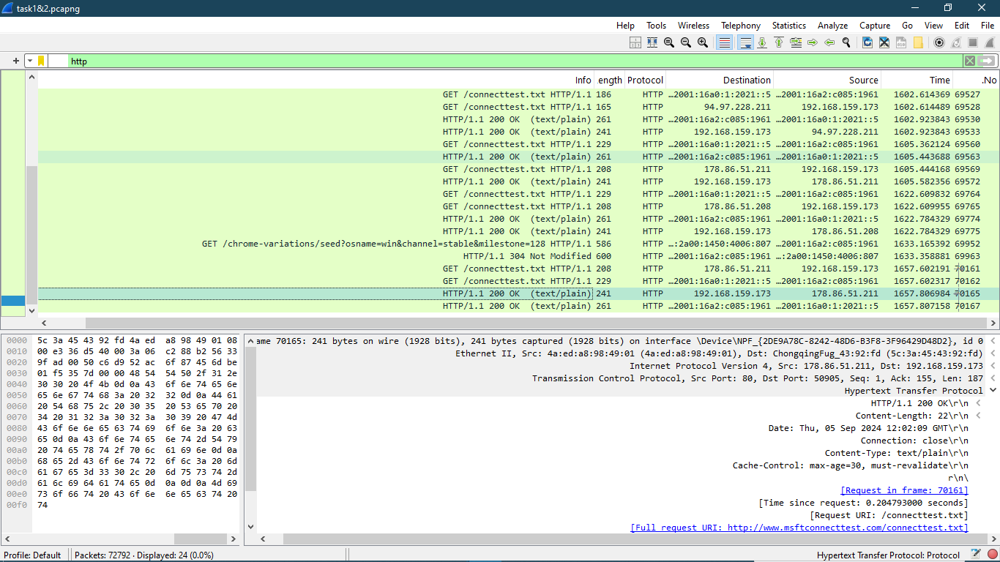 task1&2.pcapng
Help Tools Wireless Telephony Statistics Analyze Capture Go View Edit File
+ http
Info .ength Protocol Destination Source Time .No
GET /connecttest.txt HTTP/1.1 186 HTTP …2001:16a0:1:2021::5 …2001:16a2:c085:1961 1602.614369 69527
GET /connecttest.txt HTTP/1.1 165 HTTP 94.97.228.211 192.168.159.173 1602.614489 69528
HTTP/1.1 200 OK (text/plain) 261 HTTP …2001:16a2:c085:1961 …2001:16a0:1:2021::5 1602.923843 69530
HTTP/1.1 200 OK (text/plain) 241 HTTP 192.168.159.173 94.97.228.211 1602.923843 69533
GET /connecttest.txt HTTP/1.1 229 HTTP …2001:16a0:1:2021::5 …2001:16a2:c085:1961 1605.362124 69560
HTTP/1.1 200 OK (text/plain) 261 HTTP …2001:16a2:c085:1961 …2001:16a0:1:2021::5 1605.443688 69563
GET /connecttest.txt HTTP/1.1 208 HTTP 178.86.51.211 192.168.159.173 1605.444168 69569
HTTP/1.1 200 OK (text/plain) 241 HTTP 192.168.159.173 178.86.51.211 1605.582356 69572
GET /connecttest.txt HTTP/1.1 229 HTTP …2001:16a0:1:2021::5 …2001:16a2:c085:1961 1622.609832 69764
GET /connecttest.txt HTTP/1.1 208 HTTP 178.86.51.208 192.168.159.173 1622.609955 69765
HTTP/1.1 200 OK (text/plain) 261 HTTP …2001:16a2:c085:1961 …2001:16a0:1:2021::5 1622.784329 69774
HTTP/1.1 200 OK (text/plain) 241 HTTP 192.168.159.173 178.86.51.208 1622.784329 69775
GET /chrome-variations/seed?osname=win&channel=stable&milestone=128 HTTP/1.1 586 HTTP …:2a00:1450:4006:807 …2001:16a2:c085:1961 1633.165392 69952
HTTP/1.1 304 Not Modified 600 HTTP …2001:16a2:c085:1961 …:2a00:1450:4006:807 1633.358881 69963
GET /connecttest.txt HTTP/1.1 208 HTTP 178.86.51.211 192.168.159.173 1657.602191 70161
GET /connecttest.txt HTTP/1.1 229 HTTP …2001:16a0:1:2021::5 …2001:16a2:c085:1961 1657.602317 70162
HTTP/1.1 200 OK (text/plain) 241 HTTP 192.168.159.173 178.86.51.211 1657.806984 70165
HTTP/1.1 200 OK (text/plain) 261 HTTP …2001:16a2:c085:1961 …2001:16a0:1:2021::5 1657.807158 70167
0000 5c 3a 45 43 92 fd 4a ed a8 98 49 01 08
0010 00 e3 36 d5 40 00 3a 06 c2 88 b2 56 33
0020 9f ad 00 50 c6 d9 52 ac 6f 87 45 6d be
0030 01 f5 35 7d 00 00 48 54 54 50 2f 31 2e
0040 30 30 20 4f 4b 0d 0a 43 6f 6e 74 65 6e
0050 65 6e 67 74 68 3a 20 32 32 0d 0a 44 61
0060 20 54 68 75 2c 20 30 35 20 53 65 70 20
0070 34 20 31 32 3a 30 32 3a 30 39 20 47 4d
0080 43 6f 6e 6e 65 63 74 69 6f 6e 3a 20 63
0090 65 0d 0a 43 6f 6e 74 65 6e 74 2d 54 79
00a0 20 74 65 78 74 2f 70 6c 61 69 6e 0d 0a
00b0 68 65 2d 43 6f 6e 74 72 6f 6c 3a 20 6d
00c0 61 67 65 3d 33 30 2c 20 6d 75 73 74 2d
00d0 61 6c 69 64 61 74 65 0d 0a 0d 0a 4d 69
00e0 73 6f 66 74 20 43 6f 6e 6e 65 63 74 20
00f0 74
ame 70165: 241 bytes on wire (1928 bits), 241 bytes captured (1928 bits) on interface \Device\NPF_{2DE9A78C-8242-48D6-B3F8-3F96429D48D2}, id 0
Ethernet II, Src: 4a:ed:a8:98:49:01 (4a:ed:a8:98:49:01), Dst: ChongqingFug_43:92:fd (5c:3a:45:43:92:fd)
Internet Protocol Version 4, Src: 178.86.51.211, Dst: 192.168.159.173
Transmission Control Protocol, Src Port: 80, Dst Port: 50905, Seq: 1, Ack: 155, Len: 187
Hypertext Transfer Protocol
HTTP/1.1 200 OK\r\n
Content-Length: 22\r\n
Date: Thu, 05 Sep 2024 12:02:09 GMT\r\n
Connection: close\r\n
Content-Type: text/plain\r\n
Cache-Control: max-age=30, must-revalidate\r\n
r\n\
[Request in frame: 70161]
[Time since request: 0.204793000 seconds]
[Request URI: /connecttest.txt]
[Full request URI: http://www.msftconnecttest.com/connecttest.txt]
Profile: Default Packets: 72792 · Displayed: 24 (0.0%) Hypertext Transfer Protocol: Protocol